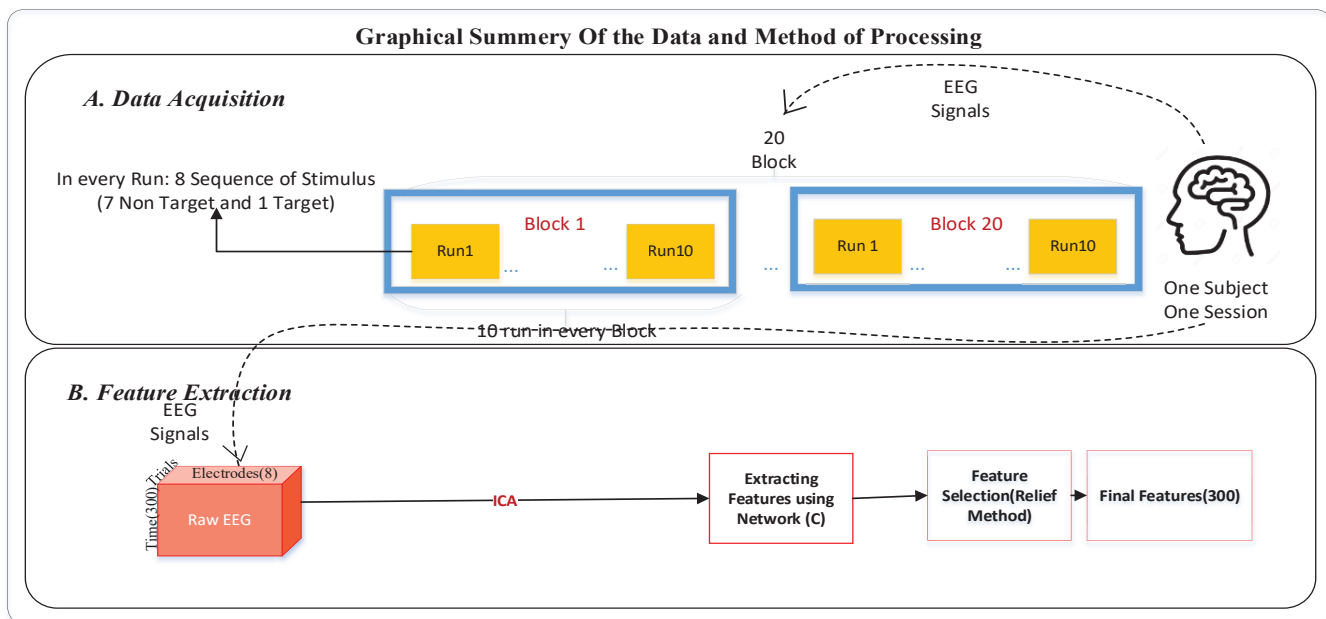 Graphical Summery Of the Data and Method of Processing
A. Data Acquisition
EEG
Signals
20
Block
In every Run: 8 Sequence of Stimulus
(7 Non Target and 1 Target)
Block 1
Run1
...
...
Run10
...
Block 20
Run 1
...
...
Run10
One Subject
One Session
10 run in every Block
B. Feature Extraction
EEG
Signals
Trials
Electrodes(8)
Time(300)
Raw EEG
ICA
Extracting
Features using
Network (C)
Feature
Selection(Relief
Method)
Final Features(300)